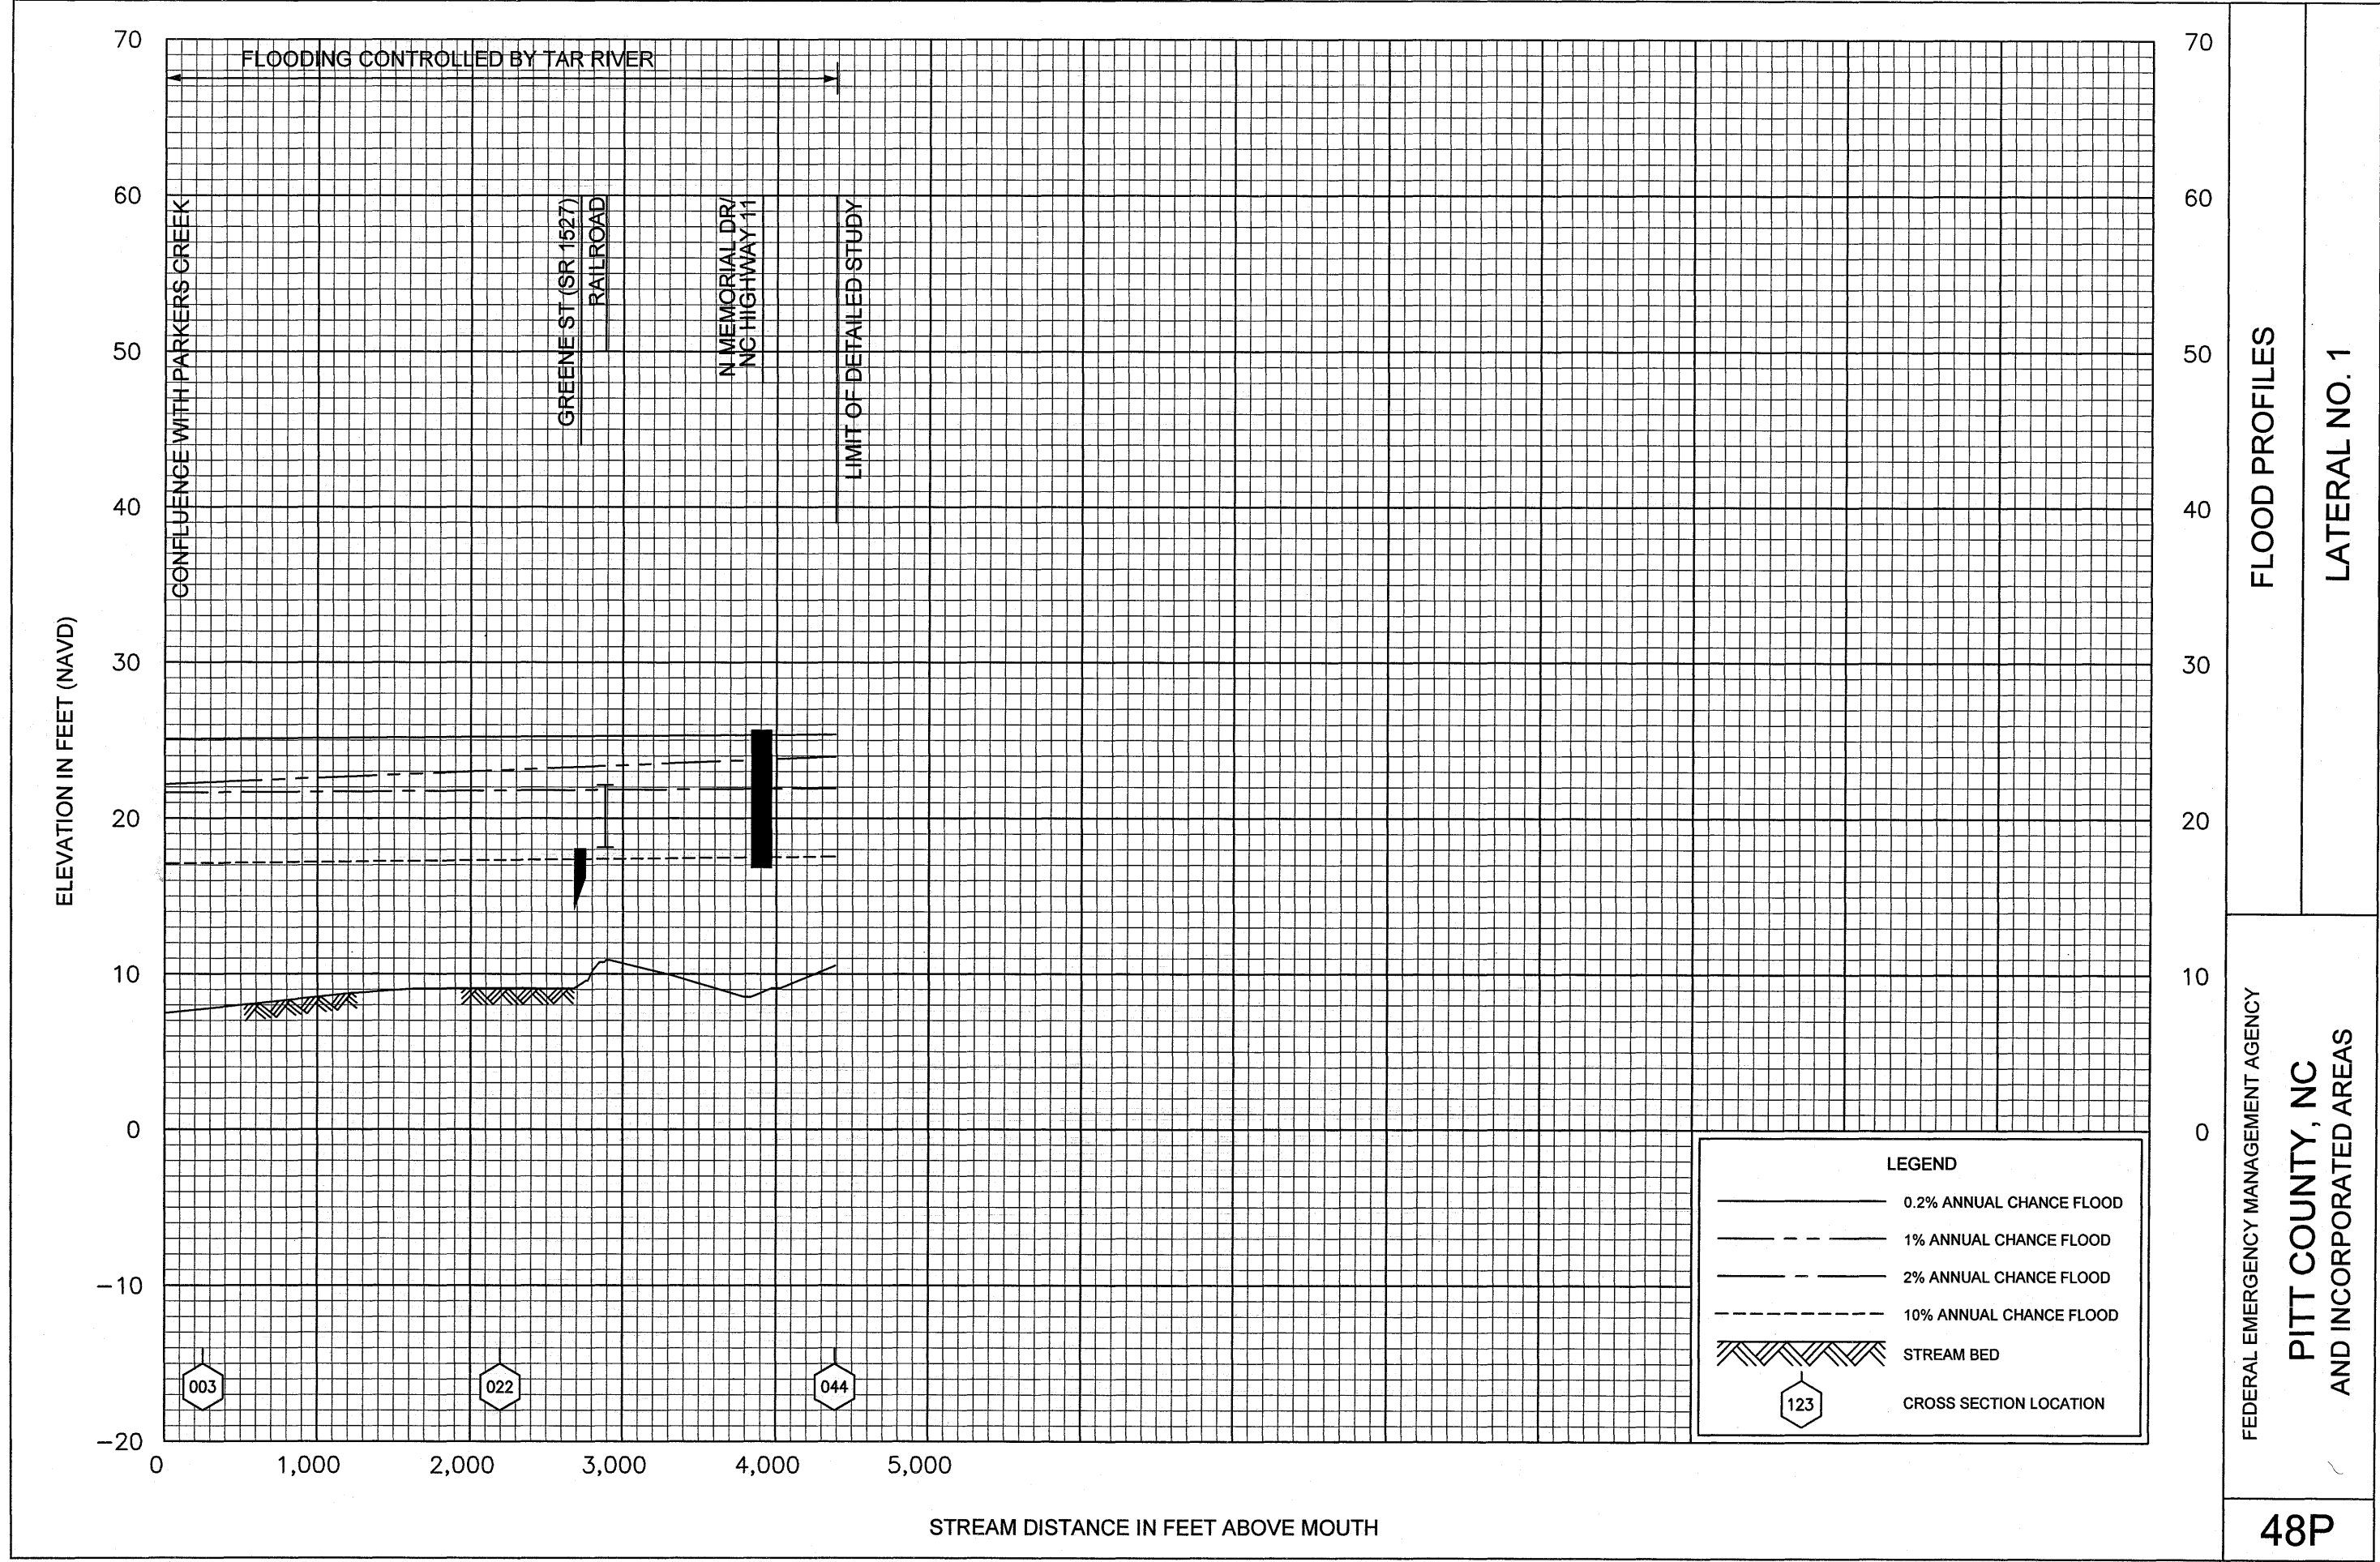 FLOODING CONTROLLED BY TAR RIVER
CONFLUENCE WITH PARKERS CREEK
GREENE ST (SR 1527)
RAILROAD
N MEMORIAL DR/
NC HIGHWAY 11
LIMIT OF DETAILED STUDY
ELEVATION IN FEET (NAVD)
70
60
50
40
30
20
10
0
−10
−20
70
60
50
40
30
20
10
0
003
022
044
0
1,000
2,000
3,000
4,000
5,000
STREAM DISTANCE IN FEET ABOVE MOUTH
LEGEND
0.2% ANNUAL CHANCE FLOOD
1% ANNUAL CHANCE FLOOD
2% ANNUAL CHANCE FLOOD
10% ANNUAL CHANCE FLOOD
STREAM BED
123
CROSS SECTION LOCATION
FLOOD PROFILES
LATERAL NO. 1
FEDERAL EMERGENCY MANAGEMENT AGENCY
PITT COUNTY, NC
AND INCORPORATED AREAS
48P